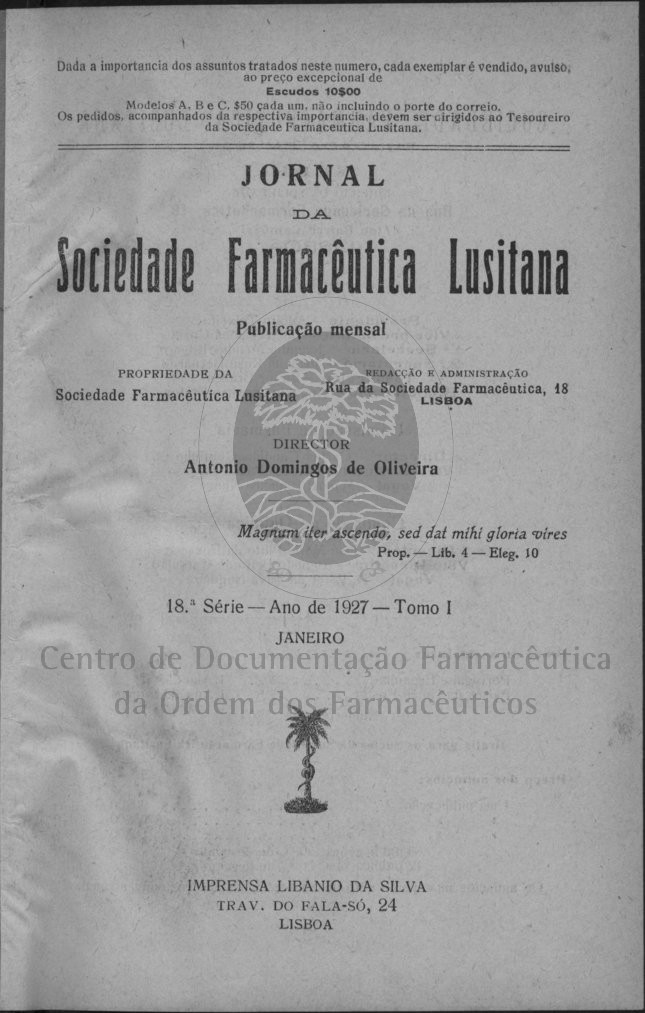 Dada a importancia dos assuntos tratados neste numero, cada exemplar é vendido, avulso,
ao preço excepcional de
Escudos 10$00
Modelos A, B e C, $50 cada um, não incluindo o porte do correio.
Os pedidos, acompanhados da respectiva importancia, devem ser dirigidos ao Tesoureiro
da Sociedade Farmaceutica Lusitana.
JORNAL
DA
Sociedade Farmacêutica Lusitana
Publicação mensal
PROPRIEDADE DA
Sociedade Farmacêutica Lusitana
REDACÇÃO E ADMINISTRAÇÃO
Rua da Sociedade Farmacêutica, 18
LISBOA
DIRECTOR
Antonio Domingos de Oliveira
Magnum iter ascendo, sed dat mihi gloria vires
Prop. — Lib. 4 — Eleg. 10
18.ª Série — Ano de 1927 — Tomo I
JANEIRO
Centro de Documentação Farmacêutica
da Ordem dos Farmacêuticos
IMPRENSA LIBANIO DA SILVA
TRAV. DO FALA-SÓ, 24
LISBOA